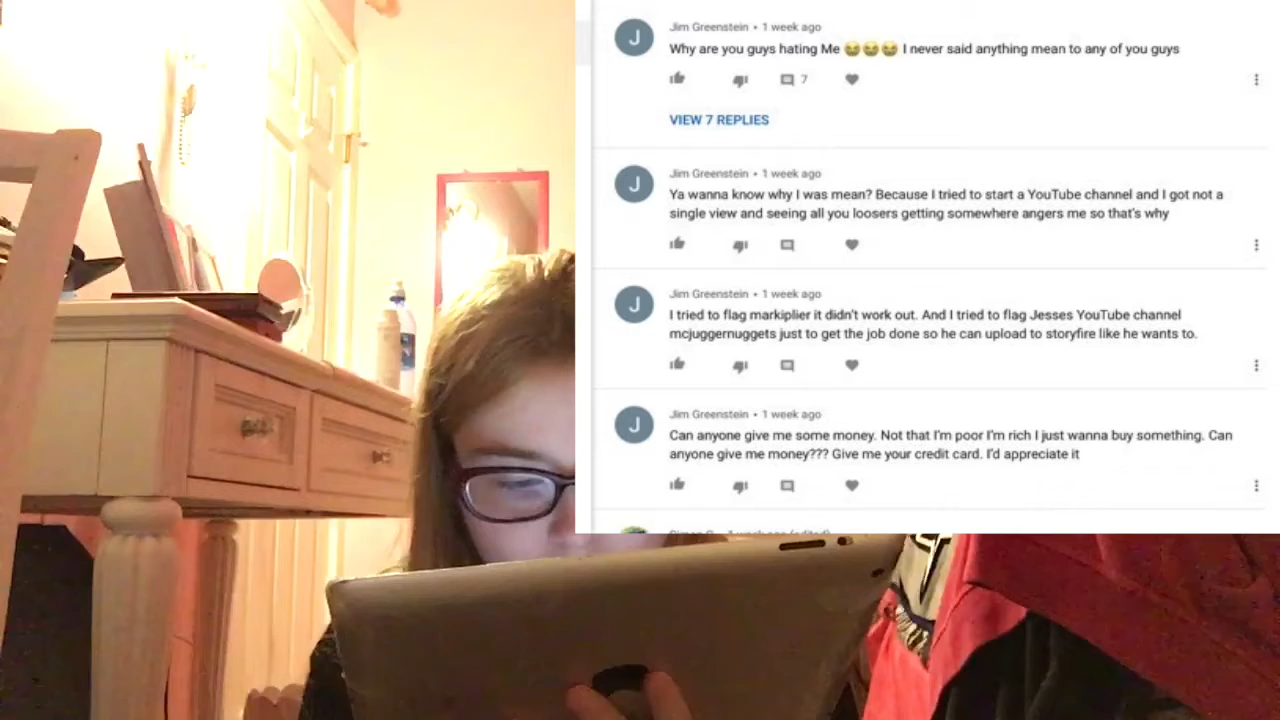 Jim Greenstein • 1 week ago
Why are you guys hating Me 😭😭😭 I never said anything mean to any of you guys
7
VIEW 7 REPLIES
J
Jim Greenstein • 1 week ago
Ya wanna know why I was mean? Because I tried to start a YouTube channel and I got not a
single view and seeing all you loosers getting somewhere angers me so that's why
J
Jim Greenstein • 1 week ago
I tried to flag markiplier it didn't work out. And I tried to flag Jesses YouTube channel
mcjuggernuggets just to get the job done so he can upload to storyfire like he wants to.
J
Jim Greenstein • 1 week ago
Can anyone give me some money. Not that I'm poor I'm rich I just wanna buy something. Can
anyone give me money??? Give me your credit card. I'd appreciate it
J
1 week ago (edited)